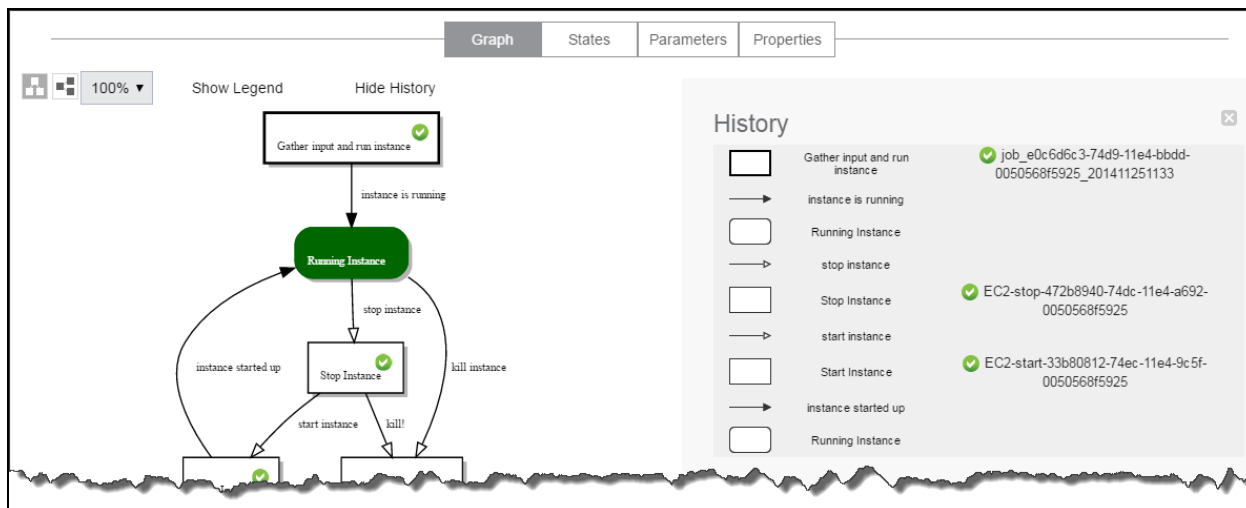 Graph States Parameters Properties
100% ▼ Show Legend Hide History
Gather input and run instance
instance is running
Running Instance
stop instance
instance started up
Stop Instance
kill instance
start instance
kill!
History
Gather input and run
instance
job_e0c6d6c3-74d9-11e4-bbdd-
0050568f5925_201411251133
instance is running
Running Instance
stop instance
Stop Instance
EC2-stop-472b8940-74dc-11e4-a692-
0050568f5925
start instance
Start Instance
EC2-start-33b80812-74ec-11e4-9c5f-
0050568f5925
instance started up
Running Instance